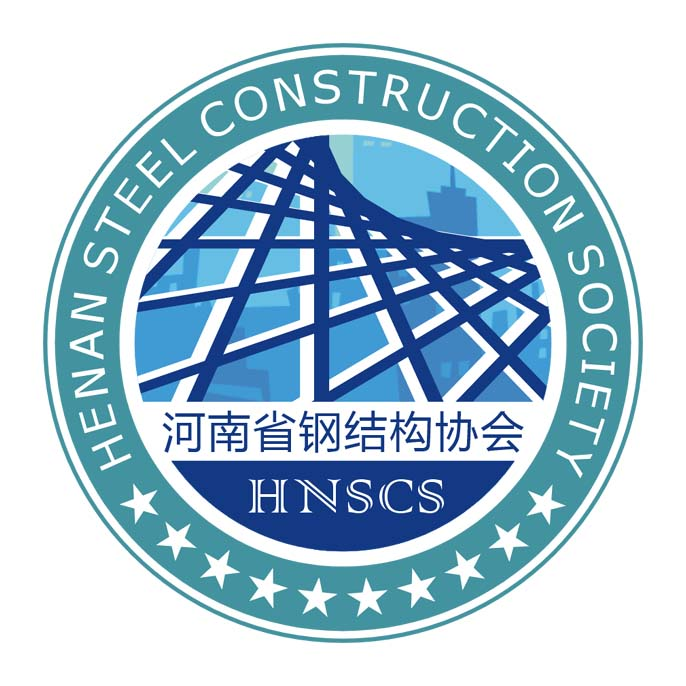 HENAN STEEL CONSTRUCTION SOCIETY
河南省钢结构协会
HNSCS